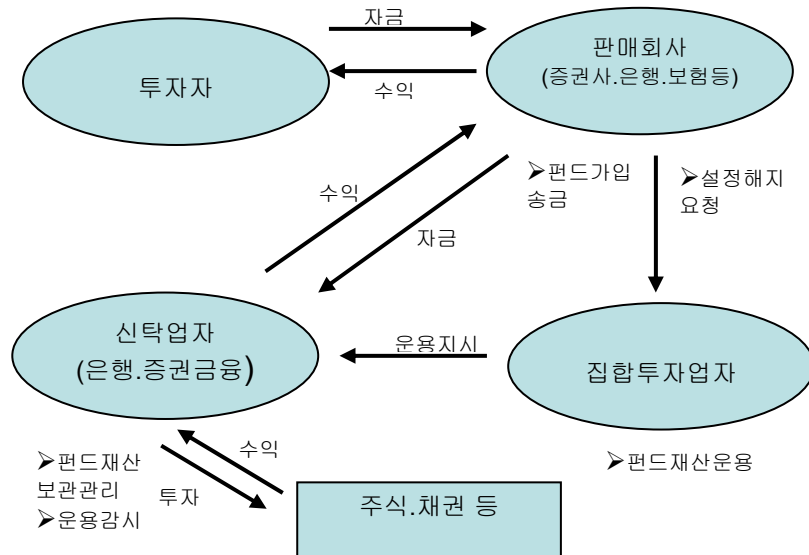 자금
투자자
판매회사
(증권사.은행.보험등)
수익
수익
자금
➢펀드가입
송금
➢설정해지
요청
신탁업자
(은행.증권금융)
운용지시
집합투자업자
➢펀드재산
보관관리
➢운용감시
수익
투자
➢펀드재산운용
주식.채권 등